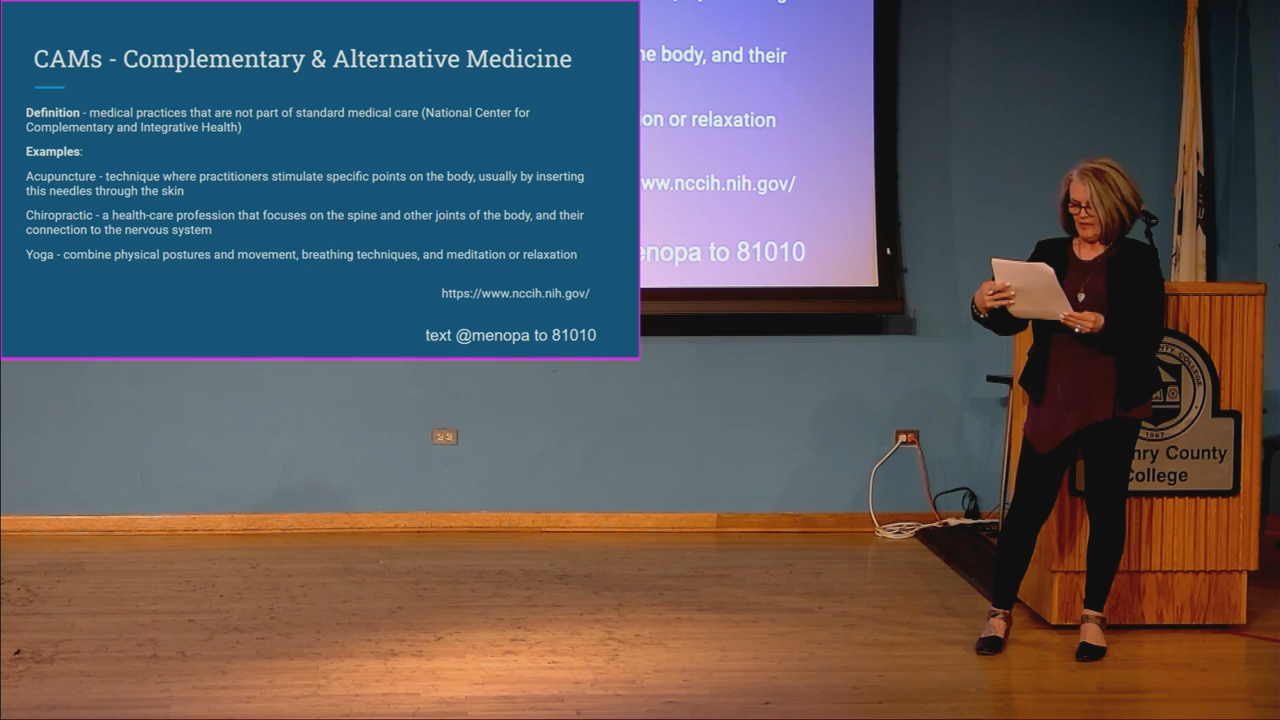 CAMs - Complementary & Alternative Medicine
Definition - medical practices that are not part of standard medical care (National Center for
Complementary and Integrative Health)
Examples:
Acupuncture - technique where practitioners stimulate specific points on the body, usually by inserting
this needles through the skin
Chiropractic - a health-care profession that focuses on the spine and other joints of the body, and their
connection to the nervous system
Yoga - combine physical postures and movement, breathing techniques, and meditation or relaxation
https://www.nccih.nih.gov/
text @menopa to 81010
body, and their
on or relaxation
ww.nccih.nih.gov/
enopa to 81010
COLLEGE
1967
nry County
College